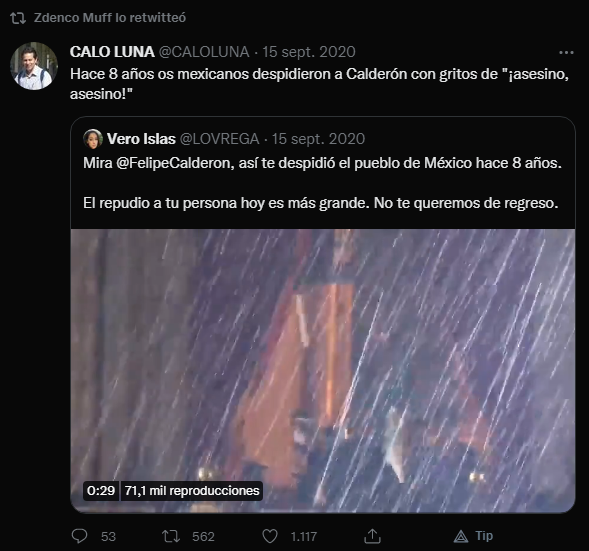 Zdenco Muff lo retwitteó
CALO LUNA @CALOLUNA · 15 sept. 2020
Hace 8 años os mexicanos despidieron a Calderón con gritos de "¡asesino,
asesino!"
Vero Islas @LOVREGA · 15 sept. 2020
Mira @FelipeCalderon, así te despidió el pueblo de México hace 8 años.
El repudio a tu persona hoy es más grande. No te queremos de regreso.
0:29 71,1 mil reproducciones
53 562 1.117 Tip